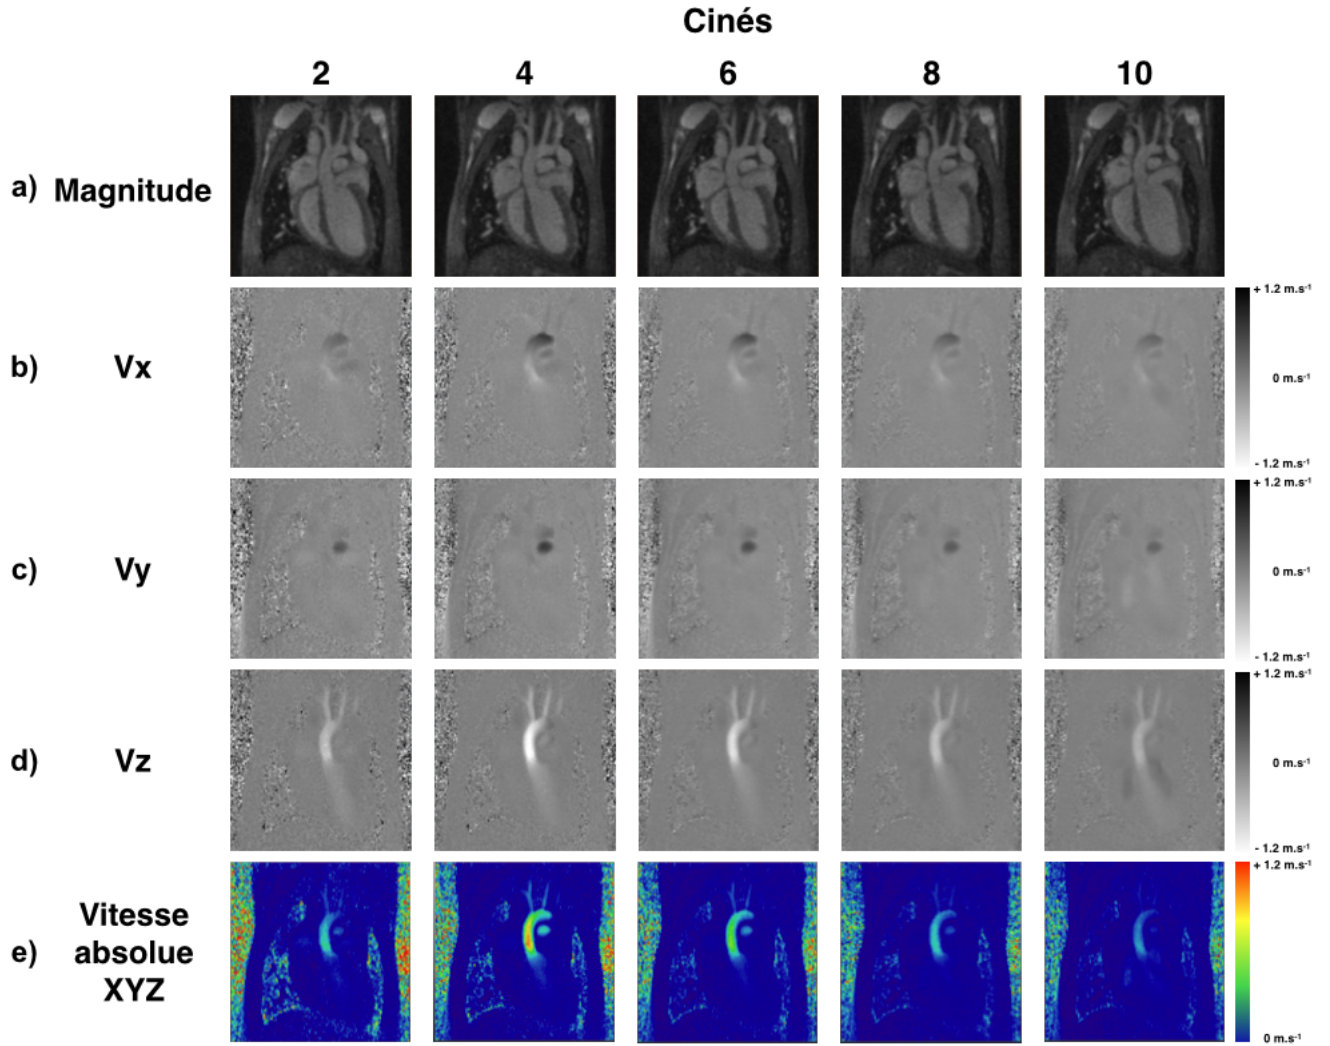 Cinés
2 4 6 8 10
a) Magnitude
b) Vx
+ 1.2 m.s⁻¹
0 m.s⁻¹
- 1.2 m.s⁻¹
c) Vy
+ 1.2 m.s⁻¹
0 m.s⁻¹
- 1.2 m.s⁻¹
d) Vz
+ 1.2 m.s⁻¹
0 m.s⁻¹
- 1.2 m.s⁻¹
e) Vitesse
absolue
XYZ
+ 1.2 m.s⁻¹
0 m.s⁻¹